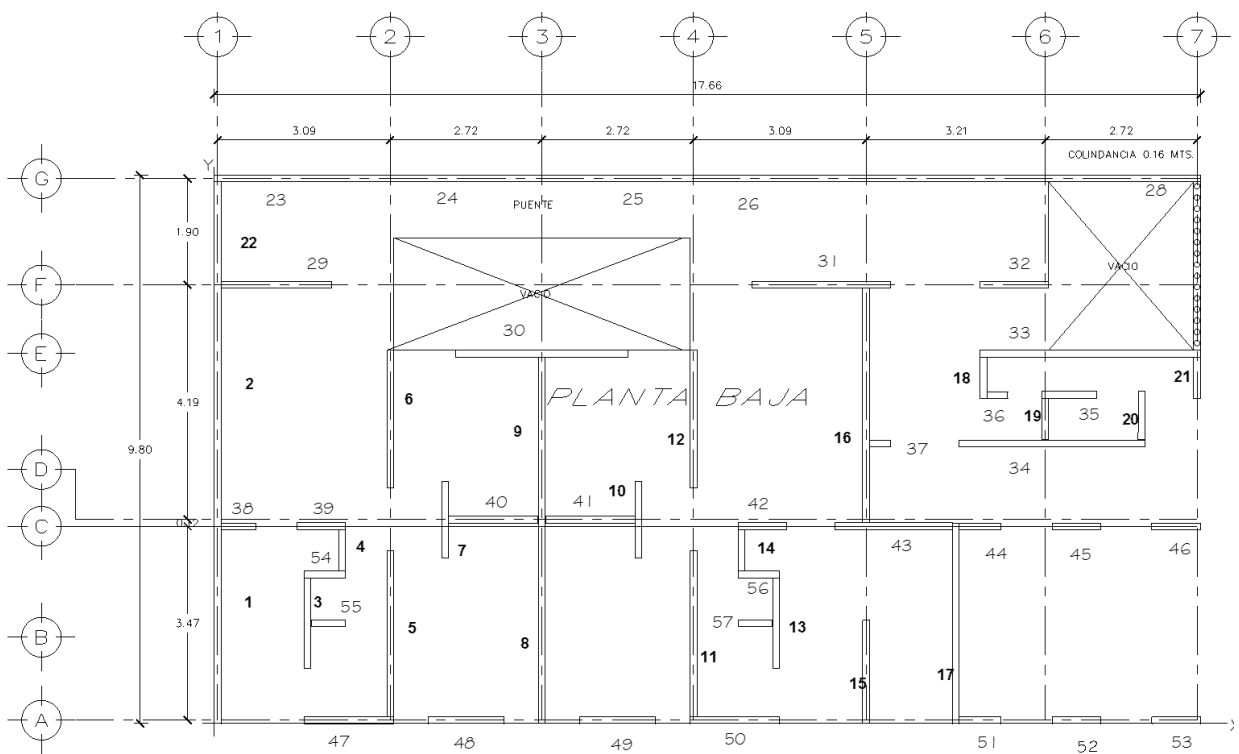 1 2 3 4 5 6 7
17.66
3.09 2.72 2.72 3.09 3.21 2.72
COLINDANCIA 0.16 MTS.
Y
G
23 24 25 26 28
PUENTE
1.90
22
29 31 32
VACIO
VACIO
F
30 33
E
2 6 PLANTA BAJA 18 21
4.19
9 12 16 36 19 35 20
9.80
37 34
D
10
38 39 40 41 42 43 44 45 46
C
4 7 14
54 56
1 3 55 5 8 57 13
3.47
B
11 15 17
A
X
47 48 49 50 51 52 53